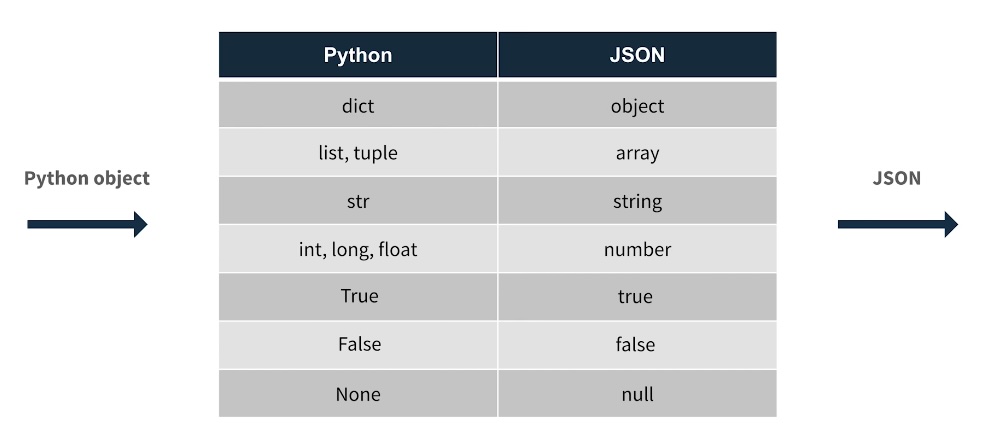 Python JSON
dict object
list, tuple array
Python object
JSON
str string
int, long, float number
True true
False false
None null